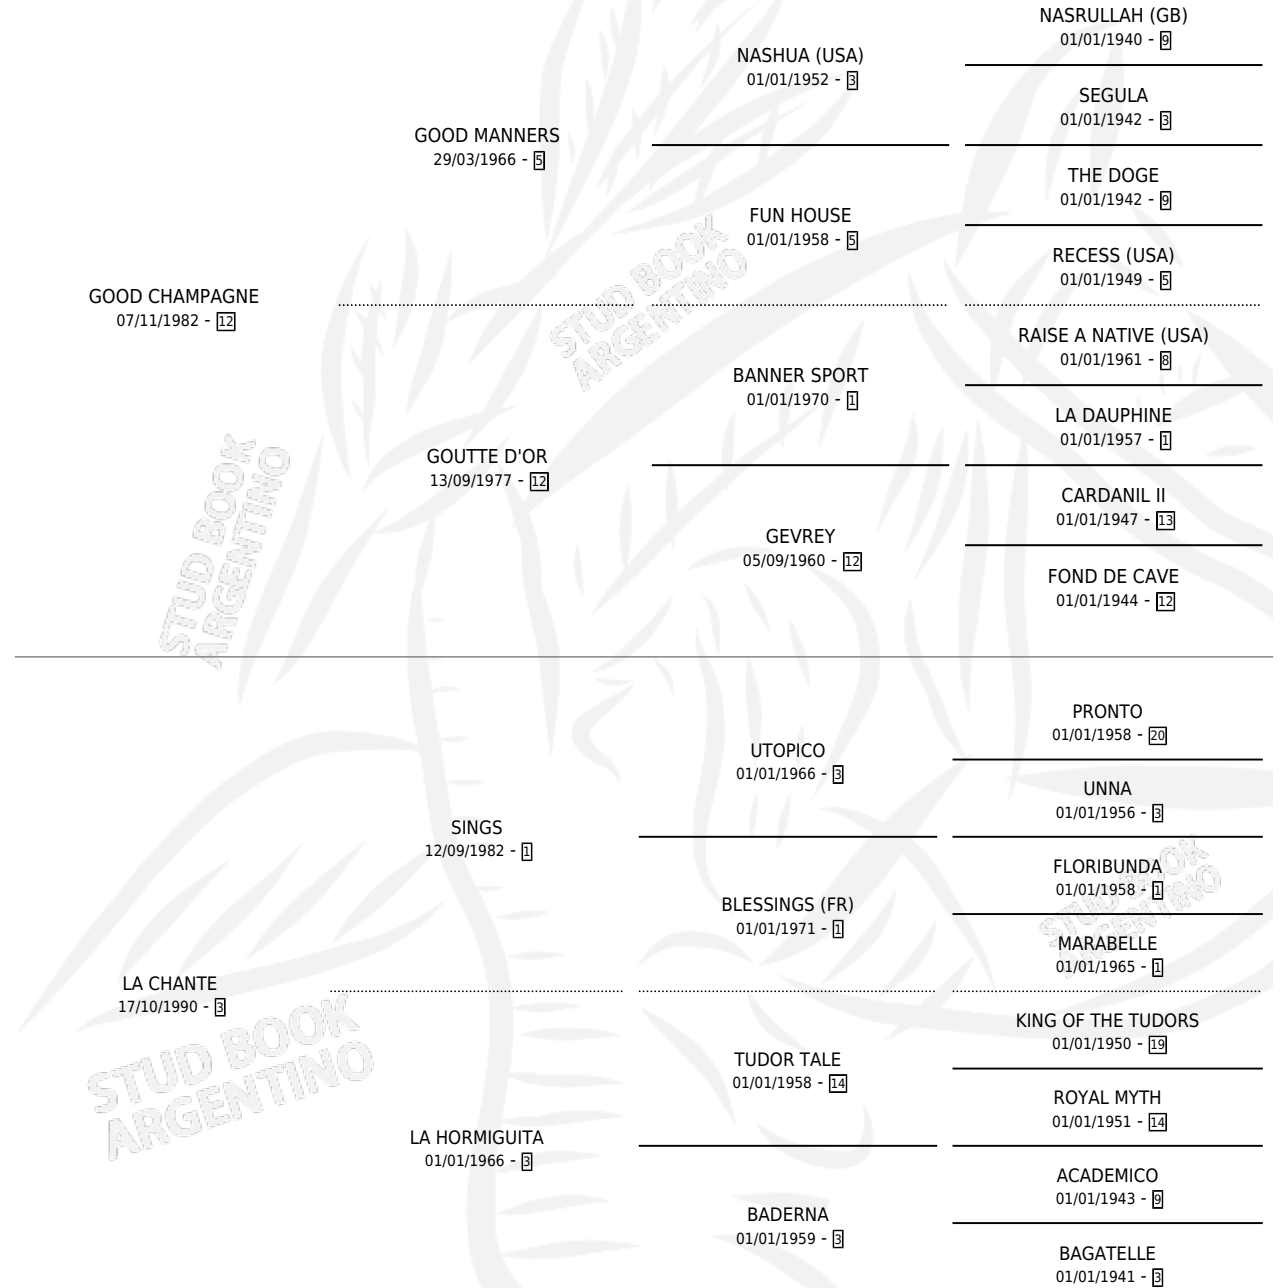 NASRULLAH (GB)
01/01/1940 - 9
NASHUA (USA)
01/01/1952 - 3
SEGULA
01/01/1942 - 3
GOOD MANNERS
29/03/1966 - 5
THE DOGE
01/01/1942 - 9
FUN HOUSE
01/01/1958 - 5
RECESS (USA)
01/01/1949 - 5
GOOD CHAMPAGNE
07/11/1982 - 12
RAISE A NATIVE (USA)
01/01/1961 - 8
BANNER SPORT
01/01/1970 - 1
LA DAUPHINE
01/01/1957 - 1
GOUTTE D'OR
13/09/1977 - 12
CARDANIL II
01/01/1947 - 13
GEVREY
05/09/1960 - 12
FOND DE CAVE
01/01/1944 - 12
PRONTO
01/01/1958 - 20
UTOPICO
01/01/1966 - 3
UNNA
01/01/1956 - 3
SINGS
12/09/1982 - 1
FLORIBUNDA
01/01/1958 - 1
BLESSINGS (FR)
01/01/1971 - 1
MARABELLE
01/01/1965 - 1
LA CHANTE
17/10/1990 - 3
KING OF THE TUDORS
01/01/1950 - 19
TUDOR TALE
01/01/1958 - 14
ROYAL MYTH
01/01/1951 - 14
LA HORMIGUITA
01/01/1966 - 3
ACADEMICO
01/01/1943 - 9
BADERNA
01/01/1959 - 3
BAGATELLE
01/01/1941 - 3
STUD BOOK
ARGENTINO
STUD BOOK
ARGENTINO
STUD BOOK
ARGENTINO
STUD BOOK
ARGENTINO